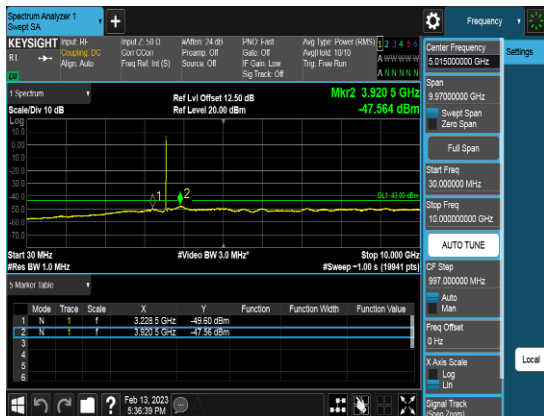 Spectrum Analyzer 1
Swept SA
Frequency
KEYSIGHT
Input: RF
Coupling: DC
Align: Auto
Input Z: 50 Ω
Corr CCorr
Freq Ref: Int (S)
#Atten: 24 dB
Preamp: Off
Source: Off
PNO: Fast
Gate: Off
IF Gain: Low
Sig Track: Off
Avg Type: Power (RMS)
Avg|Hold: 10/10
Trig: Free Run
1 2 3 4 5 6
A W W W W W
A N N N N N
R1
1 Spectrum
Scale/Div 10 dB
Ref Lvl Offset 12.50 dB
Ref Level 20.00 dBm
Mkr2 3.920 5 GHz
-47.564 dBm
Log
10.0
0.00
-10.0
-20.0
-30.0
-40.0
-50.0
-60.0
-70.0
1
2
DL1 -43.00 dBm
Start 30 MHz
#Res BW 1.0 MHz
#Video BW 3.0 MHz*
Stop 10.000 GHz
#Sweep ~1.00 s (19941 pts)
5 Marker Table
Mode Trace Scale X Y Function Function Width Function Value
1 N 1 f 3.228 5 GHz -49.60 dBm
2 N 1 f 3.920 5 GHz -47.56 dBm
3
4
5
6
Feb 13, 2023
5:36:39 PM
Center Frequency
5.015000000 GHz
Settings
Span
9.97000000 GHz
Swept Span
Zero Span
Full Span
Start Freq
30.000000 MHz
Stop Freq
10.000000000 GHz
AUTO TUNE
CF Step
997.000000 MHz
Auto
Man
Freq Offset
0 Hz
X Axis Scale
Log
Lin
Local
Signal Track
(Span Zoom)